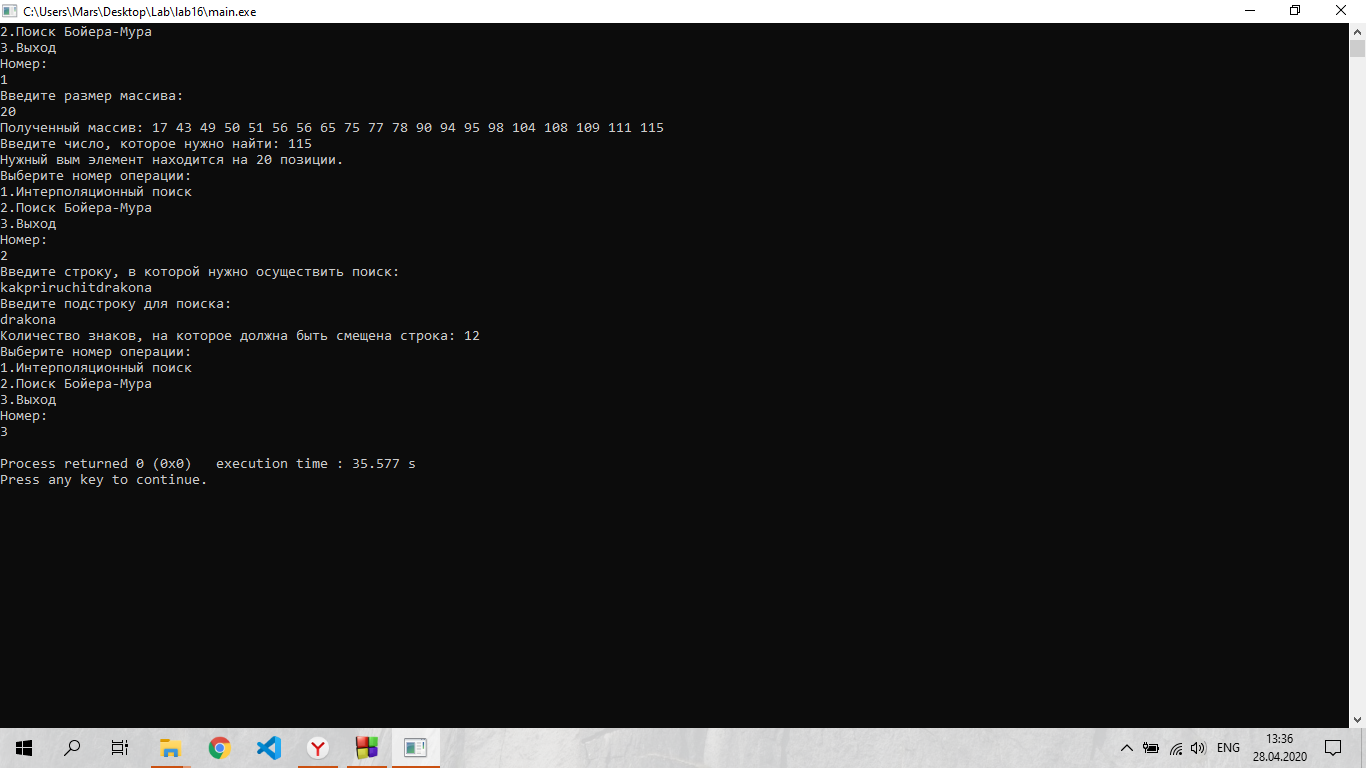 C:\Users\Mars\Desktop\Lab\lab16\main.exe
2.Поиск Бойера-Мура
3.Выход
Номер:
1
Введите размер массива:
20
Полученный массив: 17 43 49 50 51 56 56 65 75 77 78 90 94 95 98 104 108 109 111 115
Введите число, которое нужно найти: 115
Нужный вым элемент находится на 20 позиции.
Выберите номер операции:
1.Интерполяционный поиск
2.Поиск Бойера-Мура
3.Выход
Номер:
2
Введите строку, в которой нужно осуществить поиск:
kakpriruchitdrakona
Введите подстроку для поиска:
drakona
Количество знаков, на которое должна быть смещена строка: 12
Выберите номер операции:
1.Интерполяционный поиск
2.Поиск Бойера-Мура
3.Выход
Номер:
3
Process returned 0 (0x0)   execution time : 35.577 s
Press any key to continue.
ENG
13:36
28.04.2020